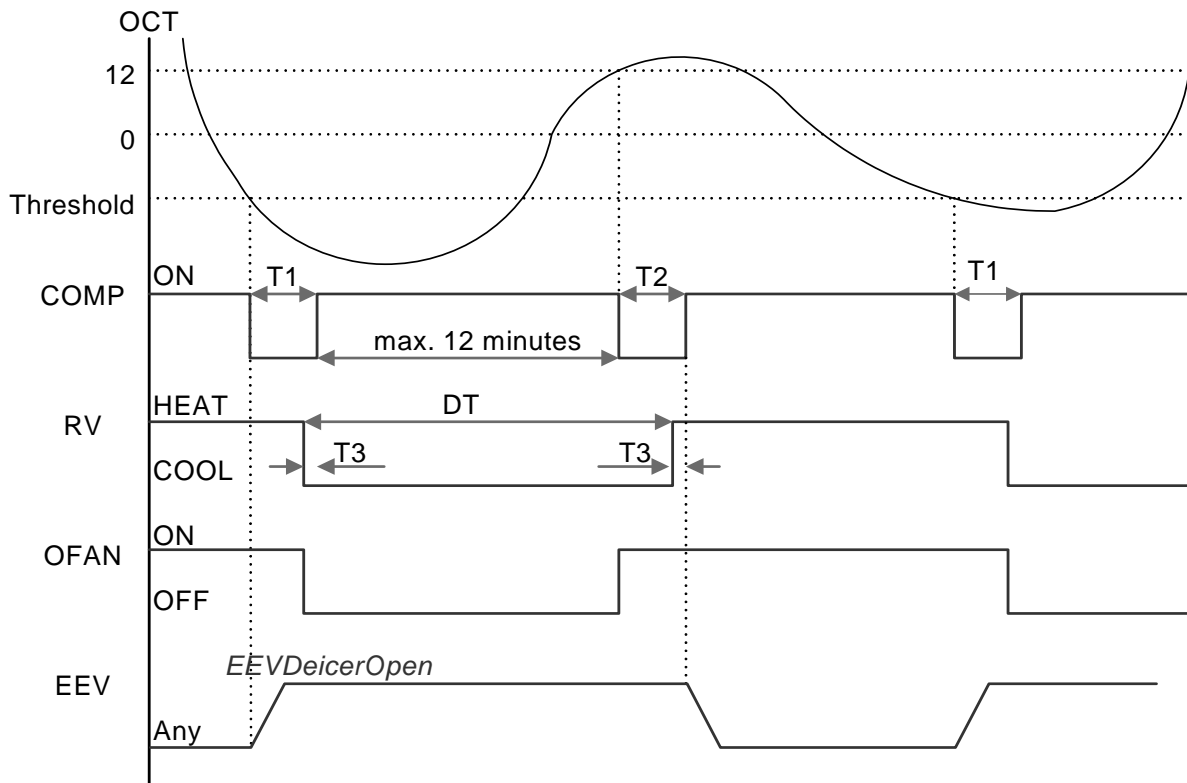 OCT
12
0
Threshold
COMP
ON
T1
T2
T1
max. 12 minutes
RV
HEAT
DT
COOL
T3
T3
OFAN
ON
OFF
EEV
EEVDeicerOpen
Any